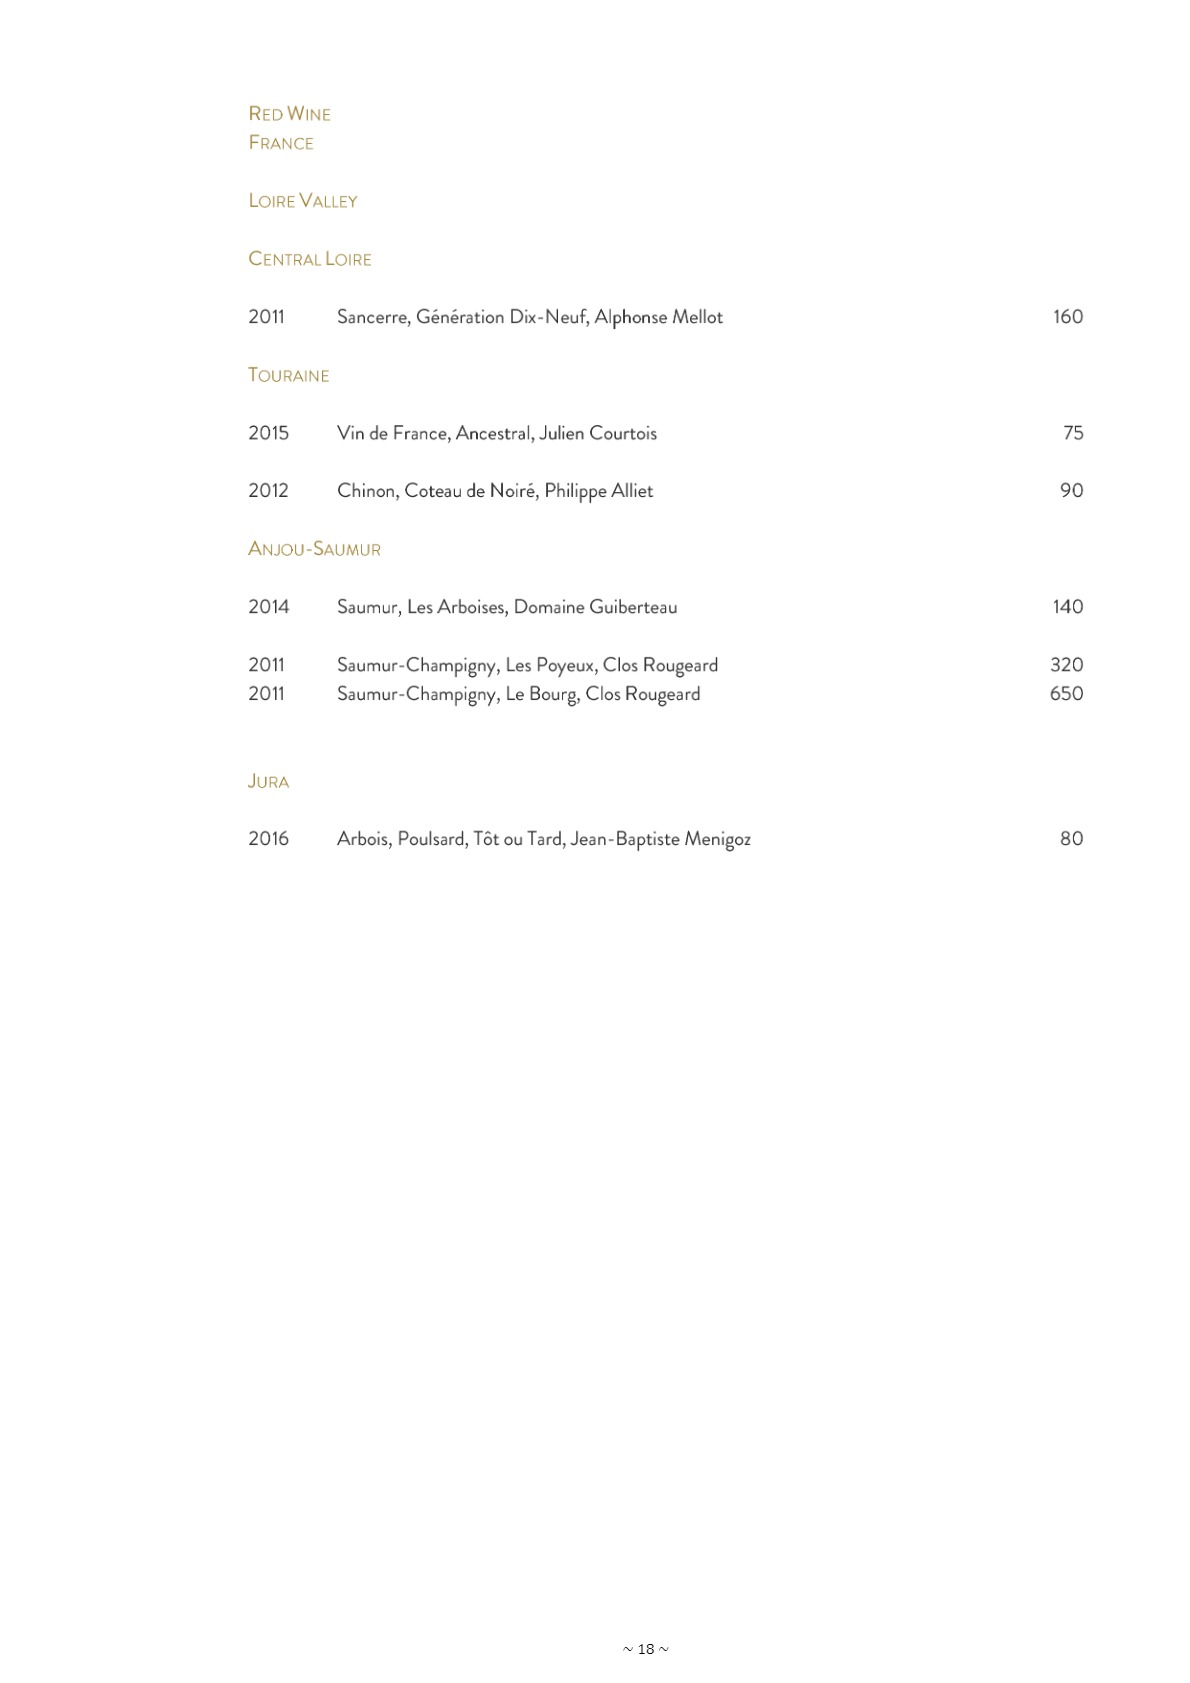 RED WINE
FRANCE
LOIRE VALLEY
CENTRAL LOIRE
2011 Sancerre, Génération Dix-Neuf, Alphonse Mellot 160
TOURAINE
2015 Vin de France, Ancestral, Julien Courtois 75
2012 Chinon, Coteau de Noiré, Philippe Alliet 90
ANJOU-SAUMUR
2014 Saumur, Les Arboises, Domaine Guiberteau 140
2011 Saumur-Champigny, Les Poyeux, Clos Rougeard 320
2011 Saumur-Champigny, Le Bourg, Clos Rougeard 650
JURA
2016 Arbois, Poulsard, Tôt ou Tard, Jean-Baptiste Menigoz 80
~ 18 ~